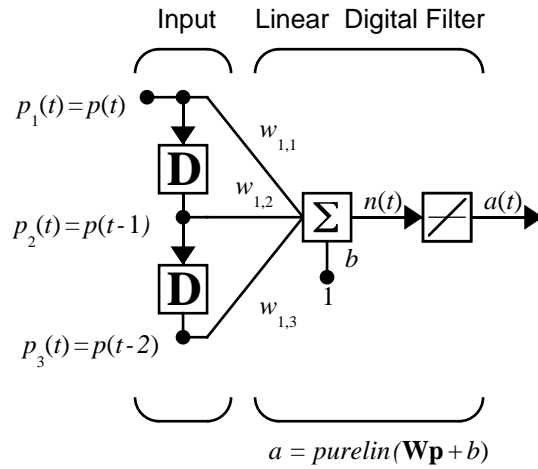 Input Linear Digital Filter
p₁(t) = p(t)
w₁,₁
D
w₁,₂
n(t) a(t)
p₂(t) = p(t-1)
Σ
b
D
1
w₁,₃
p₃(t) = p(t-2)
a = purelin(Wp + b)